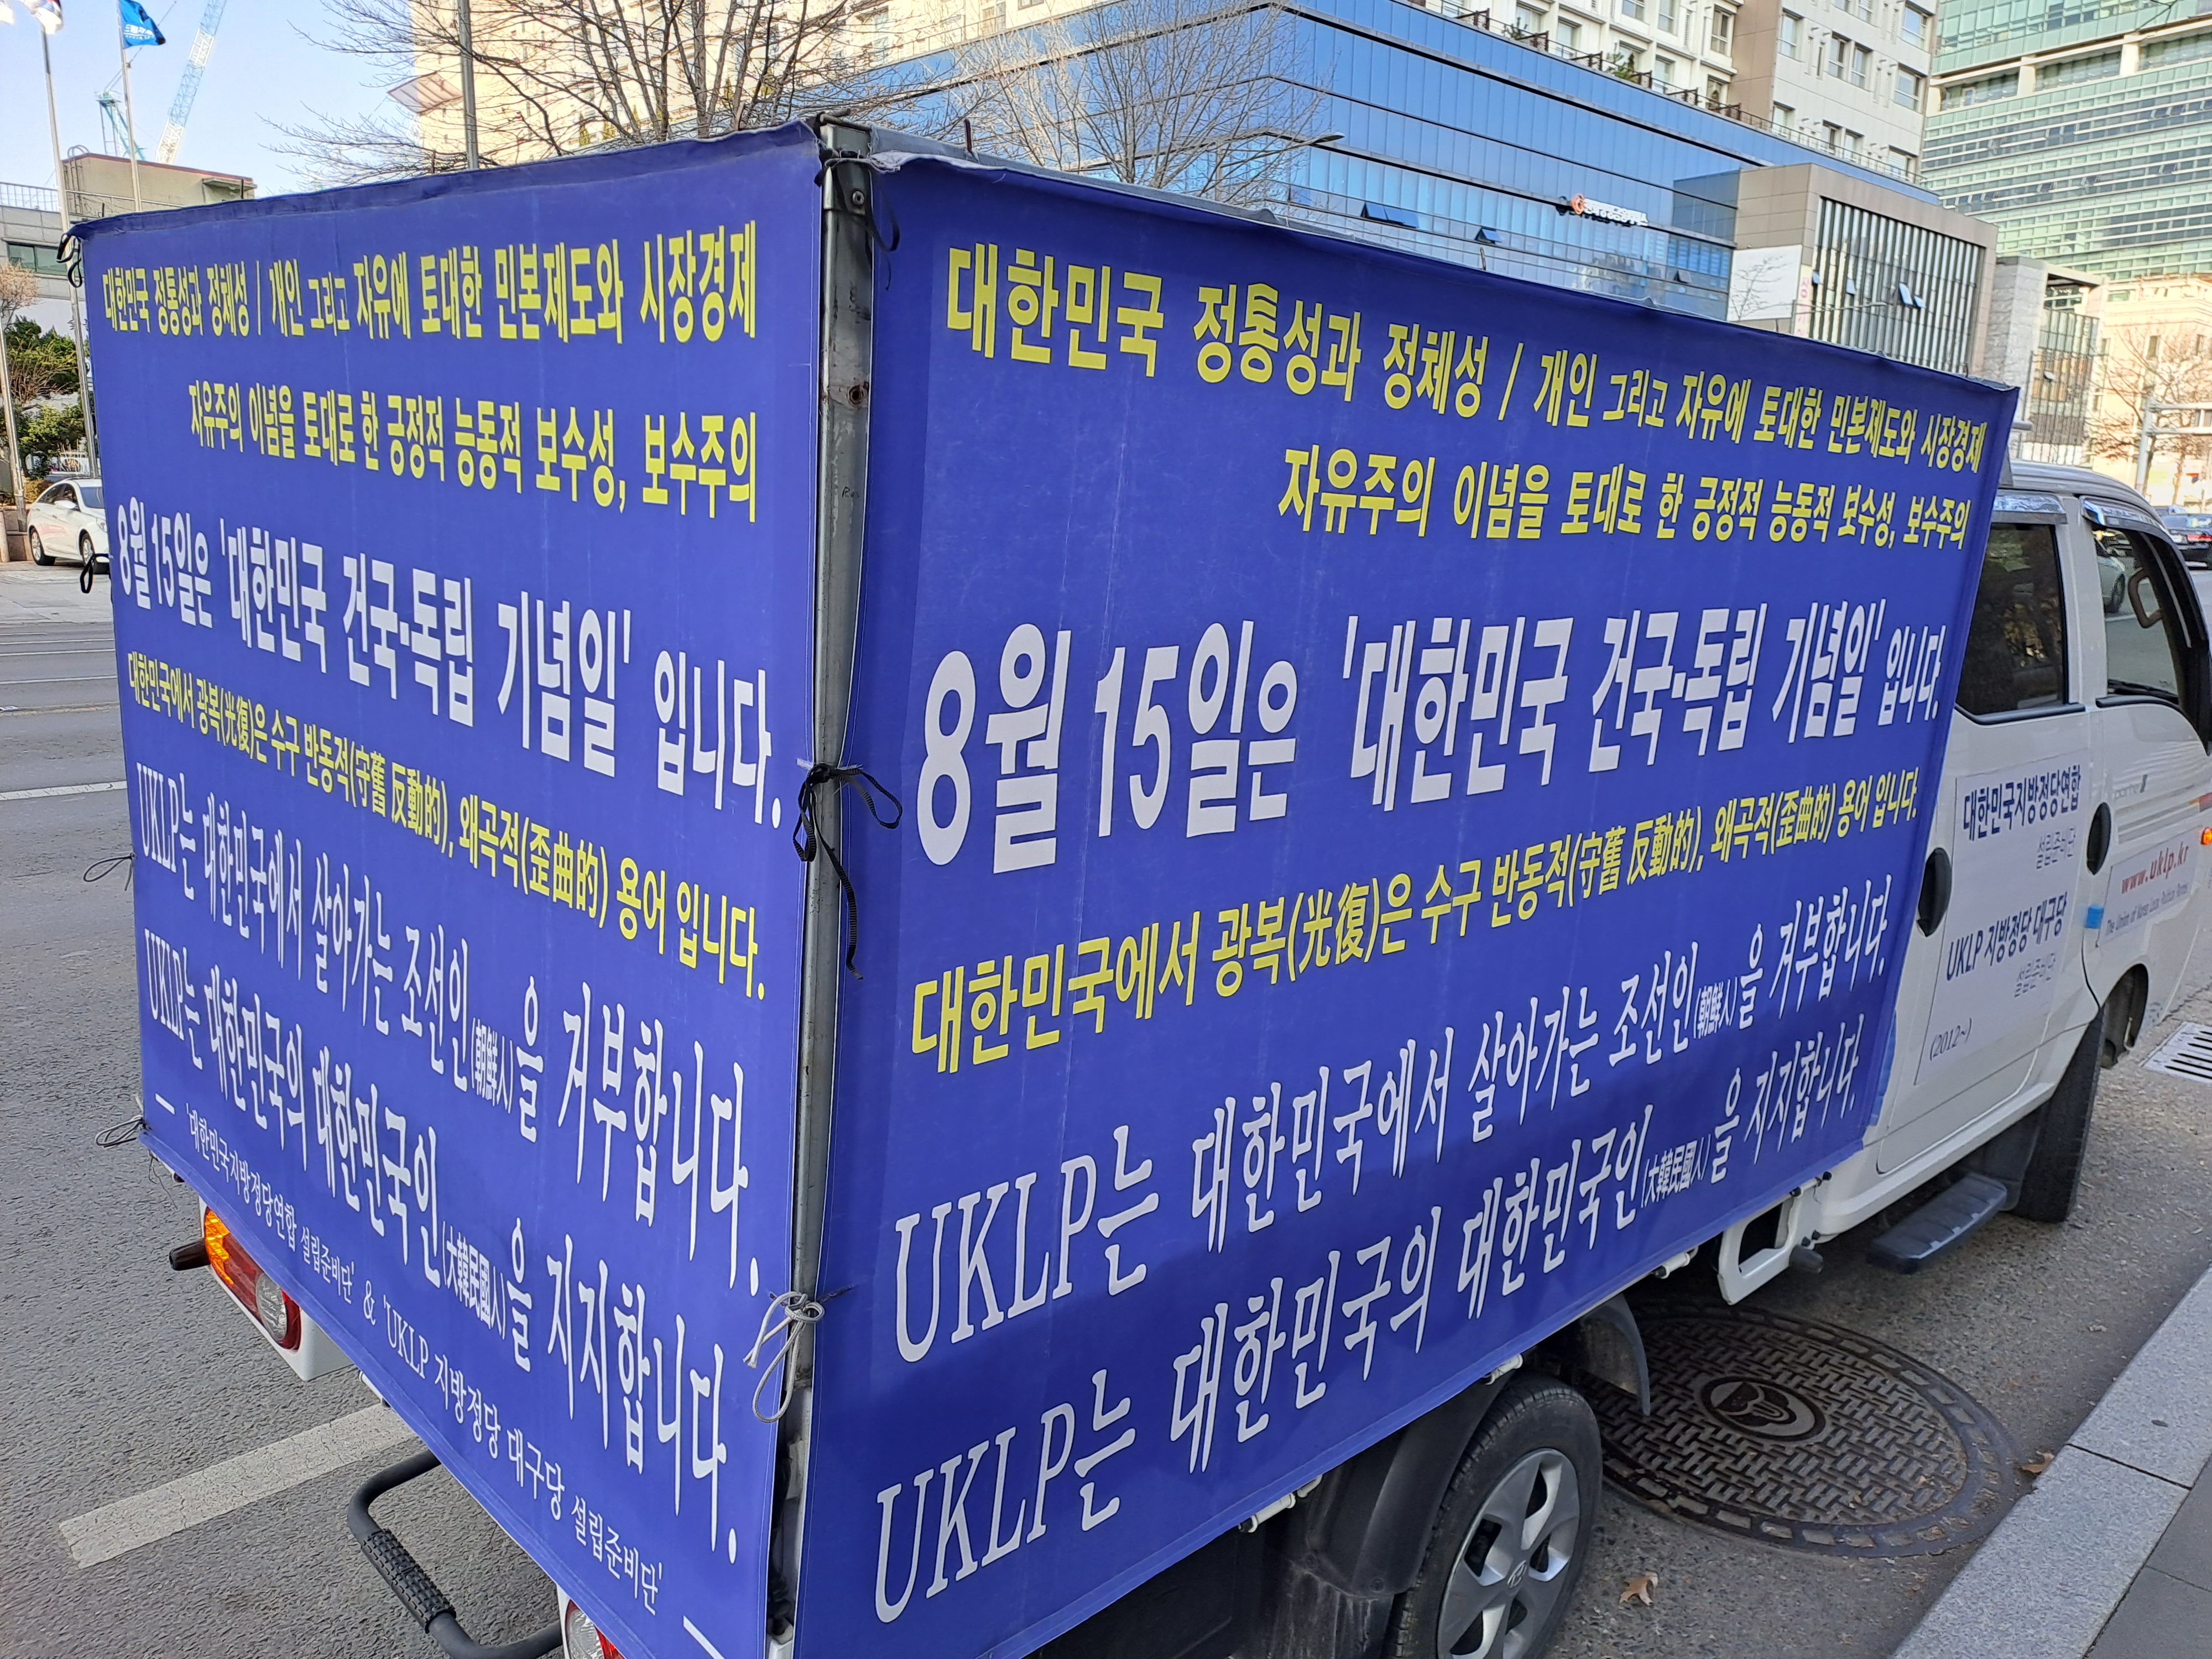 대한민국 정통성과 정체성 / 개인 그리고 자유에 토대한 민본제도와 시장경제
자유주의 이념을 토대로 한 긍정적 능동적 보수성, 보수주의
8월 15일은 '대한민국 건국·독립 기념일' 입니다.
대한민국에서 광복(光復)은 수구 반동적(守舊 反動的), 왜곡적(歪曲的) 용어 입니다.
UKLP는 대한민국에서 살아가는 조선인(朝鮮人)을 거부합니다.
UKLP는 대한민국의 대한민국인(大韓民國人)을 지지합니다.
— '대한민국지방정당연합 설립준비단' & 'UKLP 지방정당 대구당 설립준비단' —
대한민국 정통성과 정체성 / 개인 그리고 자유에 토대한 민본제도와 시장경제
자유주의 이념을 토대로 한 긍정적 능동적 보수성, 보수주의
8월 15일은 '대한민국 건국·독립 기념일' 입니다.
대한민국에서 광복(光復)은 수구 반동적(守舊 反動的), 왜곡적(歪曲的) 용어 입니다.
UKLP는 대한민국에서 살아가는 조선인(朝鮮人)을 거부합니다.
UKLP는 대한민국의 대한민국인(大韓民國人)을 지지합니다.
대한민국지방정당연합
설립준비단
UKLP 지방정당 대구당
설립준비단
(2012~)
www.uklp.kr
The Union of Korea Local Political Parties